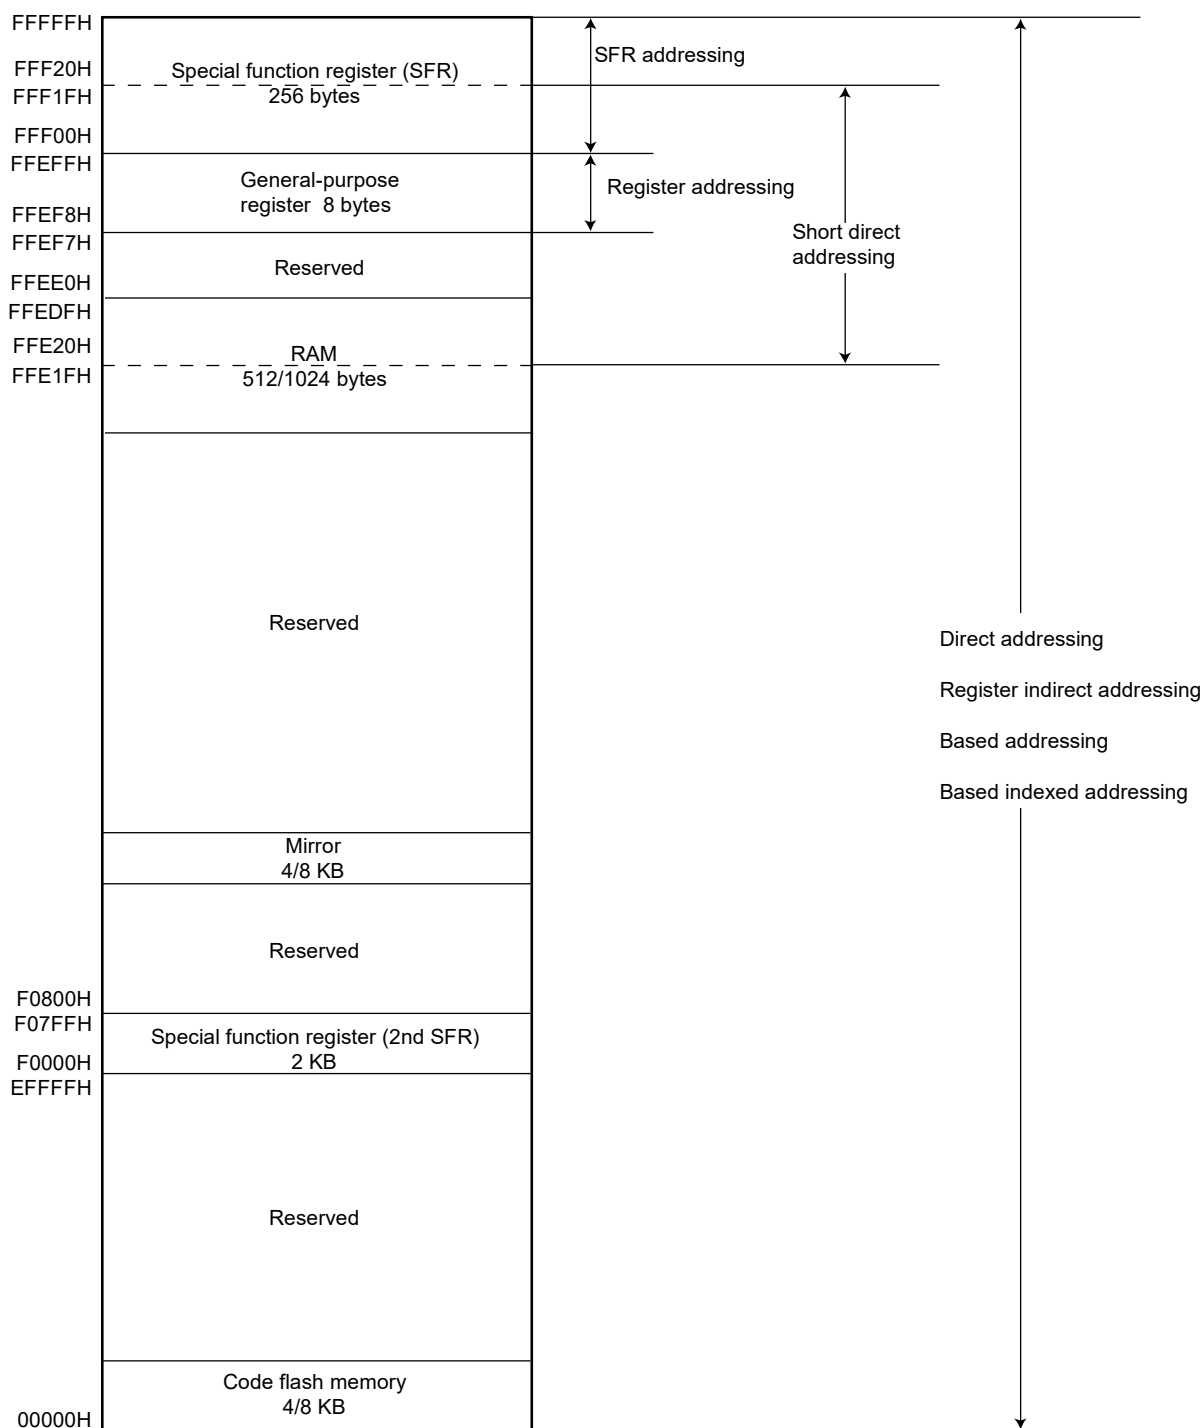 FFFFFH
SFR addressing
FFF20H
Special function register (SFR)
256 bytes
FFF1FH
FFF00H
FFEFFH
General-purpose
register 8 bytes
Register addressing
FFEF8H
FFEF7H
Short direct
addressing
Reserved
FFEE0H
FFEDFH
FFE20H
RAM
512/1024 bytes
FFE1FH
Reserved
Direct addressing
Register indirect addressing
Based addressing
Based indexed addressing
Mirror
4/8 KB
Reserved
F0800H
F07FFH
Special function register (2nd SFR)
2 KB
F0000H
EFFFFH
Reserved
Code flash memory
4/8 KB
00000H